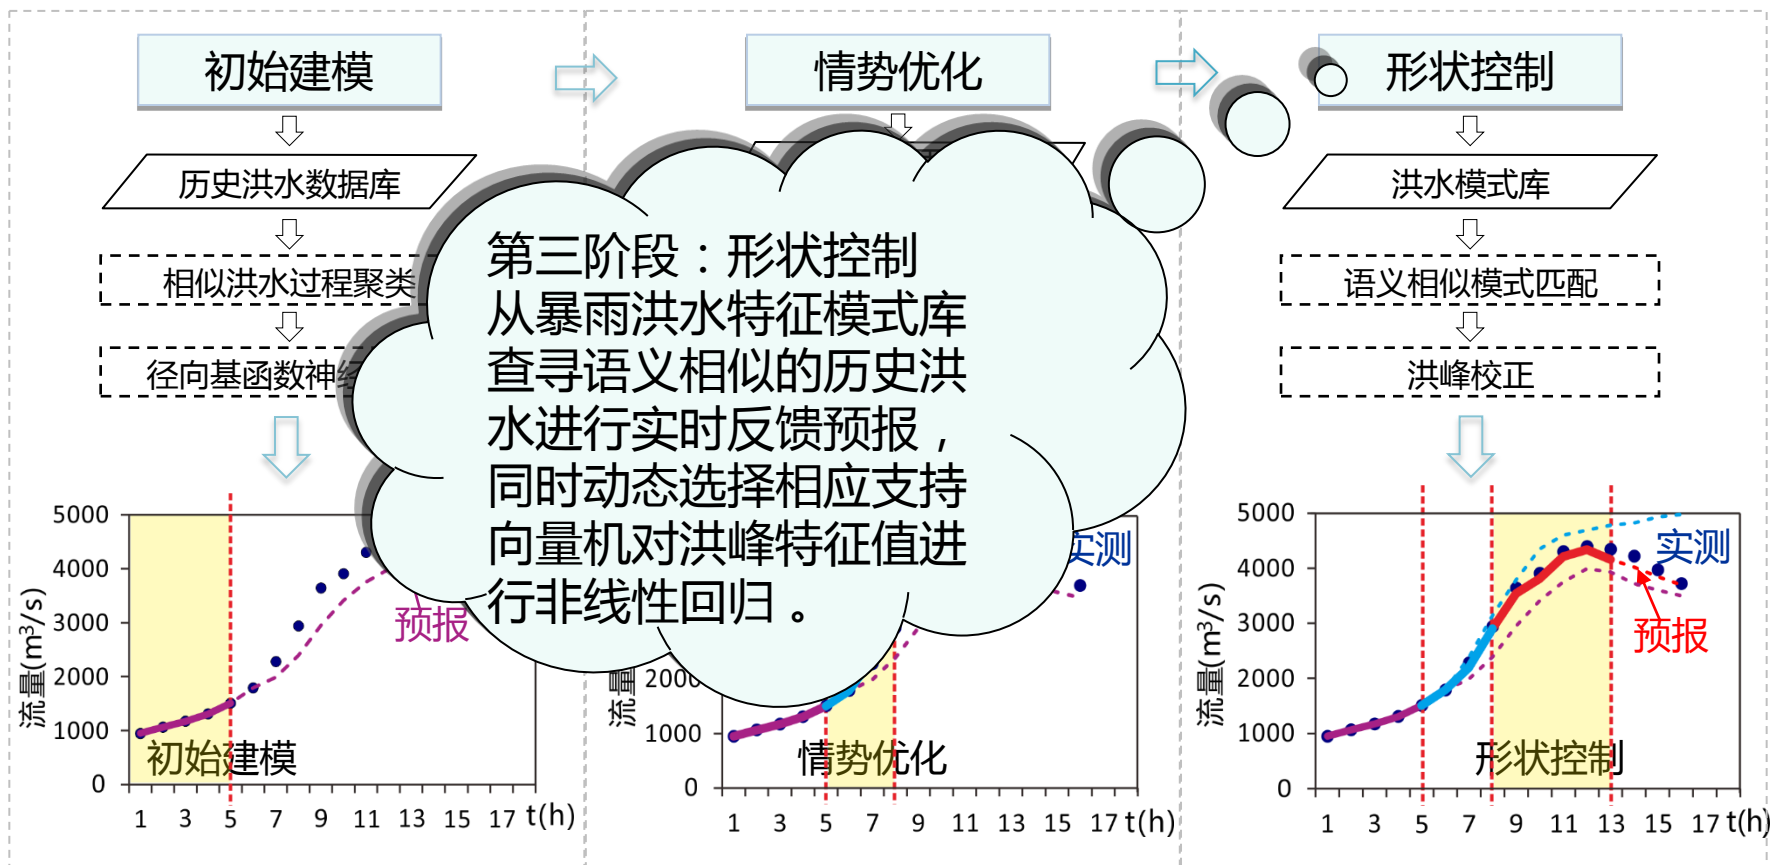 初始建模
情势优化
形状控制
历史洪水数据库
相似洪水过程聚类
径向基函数神经
洪水模式库
语义相似模式匹配
洪峰校正
第三阶段：形状控制
从暴雨洪水特征模式库
查寻语义相似的历史洪
水进行实时反馈预报，
同时动态选择相应支持
向量机对洪峰特征值进
行非线性回归。
5000
4000
3000
2000
1000
0
流量(m³/s)
预报
初始建模
1 3 5 7 9 11 13 15 17 t(h)
实测
2000
1000
0
流量
情势优化
1 3 5 7 9 11 13 15 17 t(h)
5000
4000
3000
2000
1000
0
流量(m³/s)
实测
预报
形状控制
1 3 5 7 9 11 13 15 17 t(h)